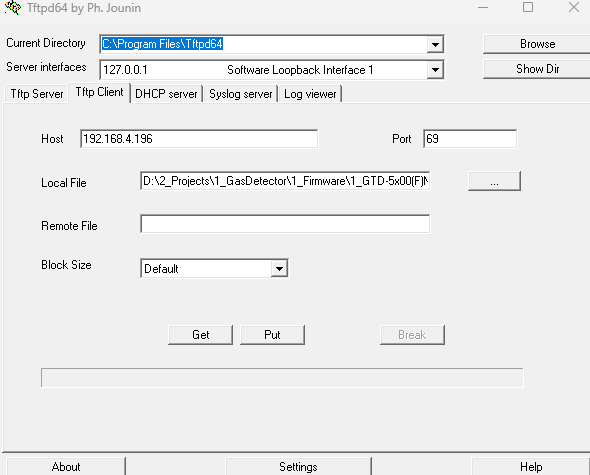 Tftpd64 by Ph. Jounin
Current Directory C:\Program Files\Tftpd64 Browse
Server interfaces 127.0.0.1 Software Loopback Interface 1 Show Dir
Tftp Server Tftp Client DHCP server Syslog server Log viewer
Host 192.168.4.196 Port 69
Local File D:\2_Projects\1_GasDetector\1_Firmware\1_GTD-5x00(F)N ...
Remote File
Block Size Default
Get Put Break
About Settings Help